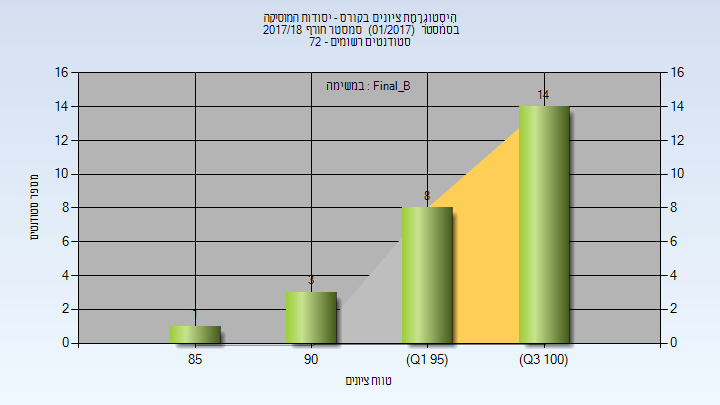 היסטוגרמת ציונים בקורס - יסודות המוסיקה
בסמסטר (01/2017) סמסטר חורף 2017/18
סטודנטים רשומים - 72
במשימה : Final_B
16 16
14 14
12 12
10 10
8 8
6 6
4 4
2 2
0 0
1
3
8
14
מספר סטודנטים
85 90 (Q1 95) (Q3 100)
טווח ציונים